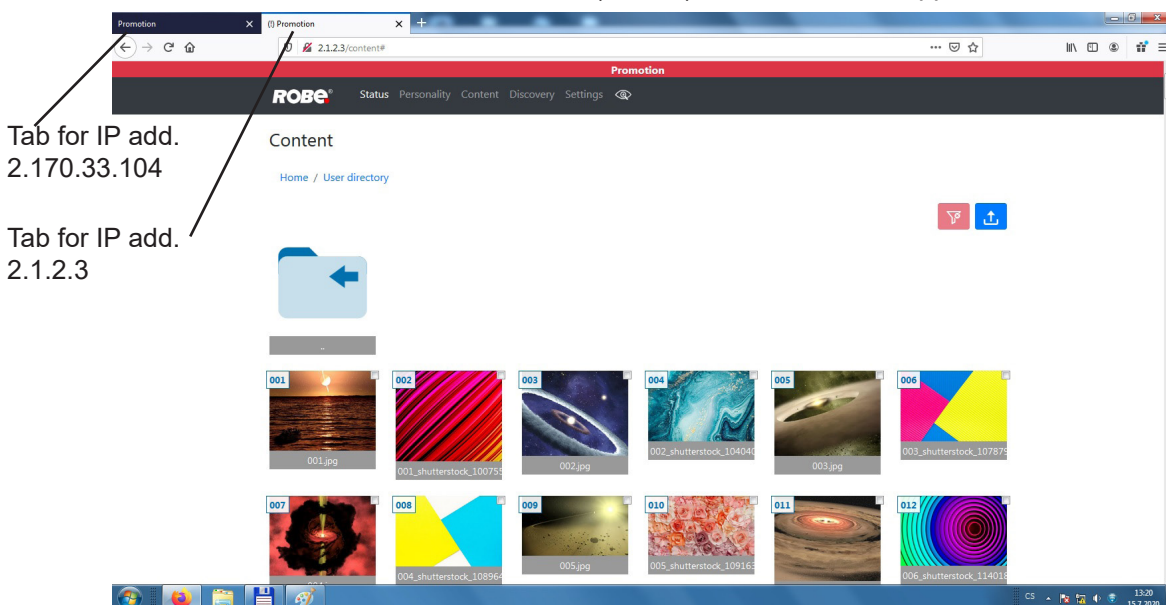 Promotion
(!) Promotion
2.1.2.3/content#
Promotion
ROBE®
Status Personality Content Discovery Settings
Tab for IP add.
2.170.33.104
Content
Home / User directory
Tab for IP add.
2.1.2.3
..
001 002 003 004 005 006
001.jpg 001_shutterstock_100755 002.jpg 002_shutterstock_104040 003.jpg 003_shutterstock_107879
007 008 009 010 011 012
004_shutterstock_108964 005.jpg 005_shutterstock_109163 006_shutterstock_114018
CS 13:20
15.7.2020